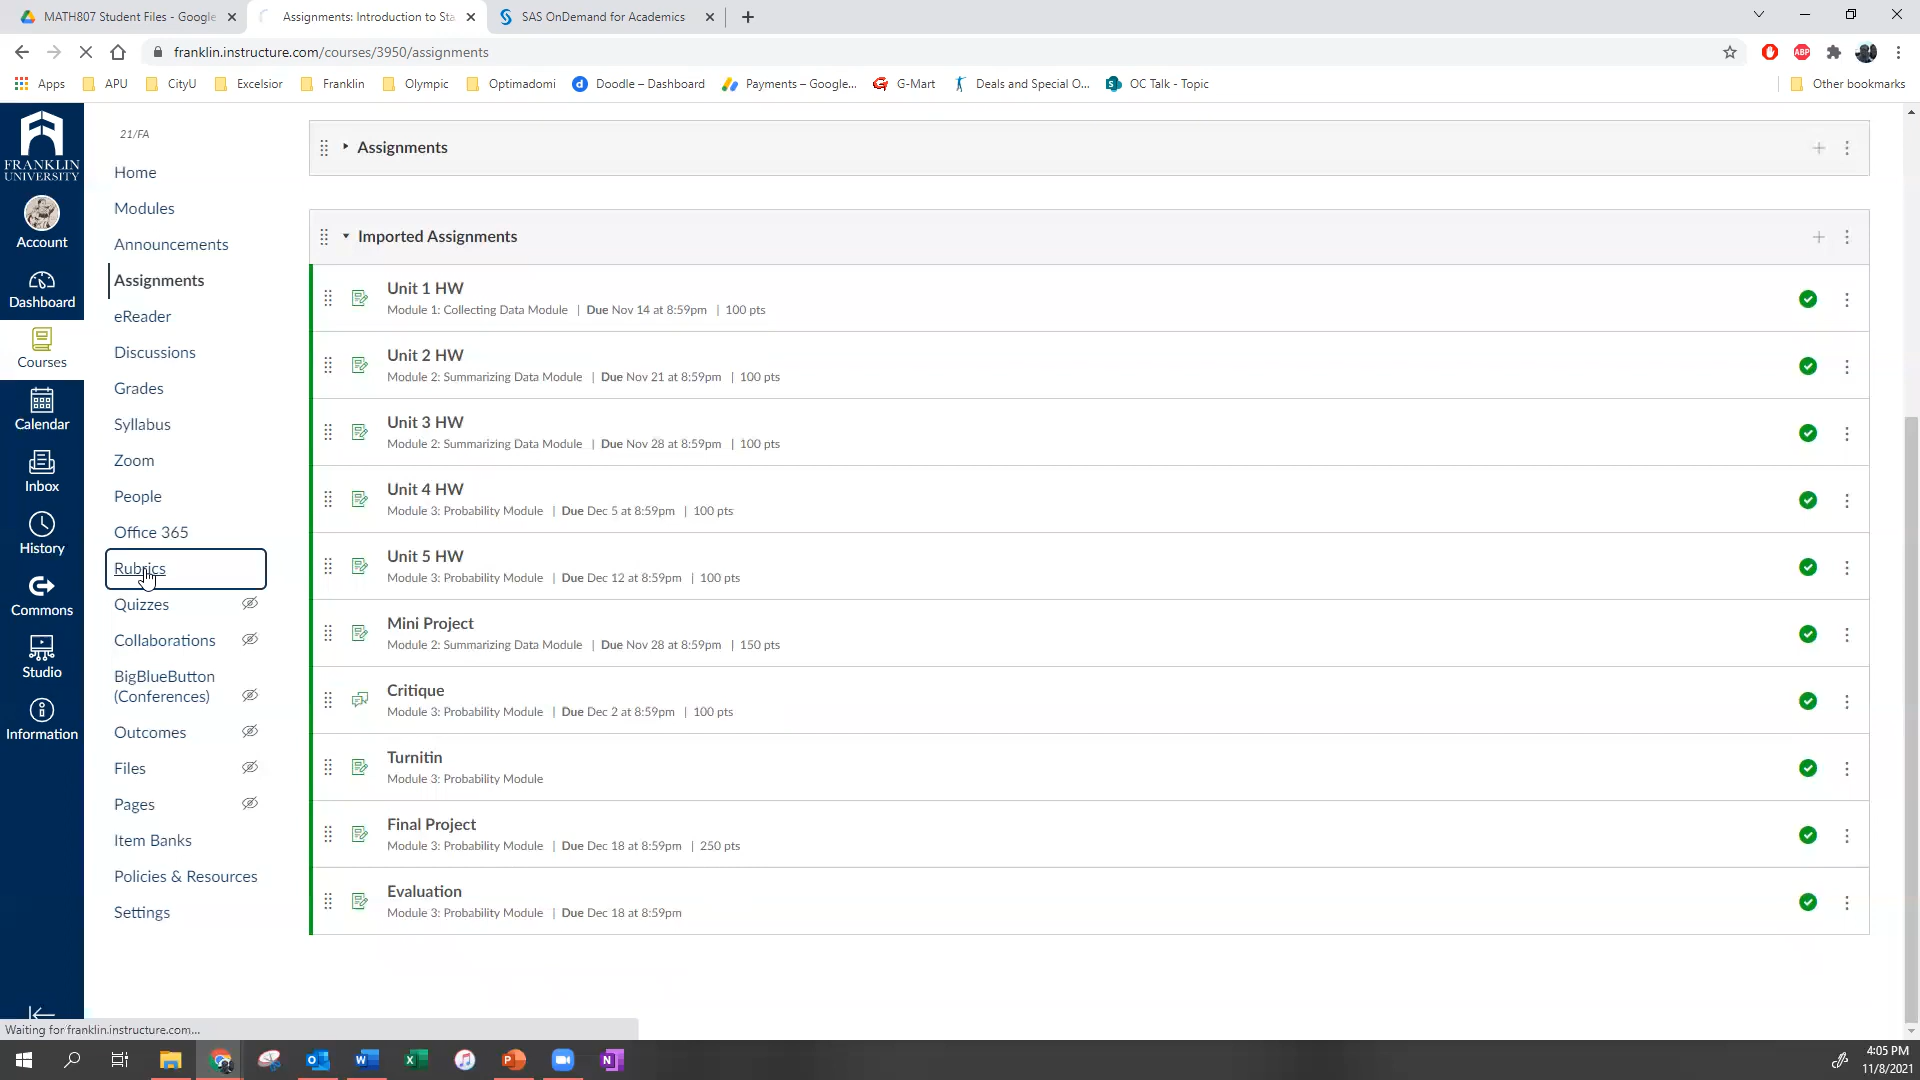 MATH807 Student Files - Google
Assignments: Introduction to Sta
SAS OnDemand for Academics
franklin.instructure.com/courses/3950/assignments
Apps
APU
CityU
Excelsior
Franklin
Olympic
Optimadomi
Doodle – Dashboard
Payments – Google...
G-Mart
Deals and Special O...
OC Talk - Topic
Other bookmarks
FRANKLIN
UNIVERSITY
Account
Dashboard
Courses
Calendar
Inbox
History
Commons
Studio
Information
21/FA
Home
Modules
Announcements
Assignments
eReader
Discussions
Grades
Syllabus
Zoom
People
Office 365
Rubrics
Quizzes
Collaborations
BigBlueButton
(Conferences)
Outcomes
Files
Pages
Item Banks
Policies & Resources
Settings
Assignments
Imported Assignments
Unit 1 HW
Module 1: Collecting Data Module | Due Nov 14 at 8:59pm | 100 pts
Unit 2 HW
Module 2: Summarizing Data Module | Due Nov 21 at 8:59pm | 100 pts
Unit 3 HW
Module 2: Summarizing Data Module | Due Nov 28 at 8:59pm | 100 pts
Unit 4 HW
Module 3: Probability Module | Due Dec 5 at 8:59pm | 100 pts
Unit 5 HW
Module 3: Probability Module | Due Dec 12 at 8:59pm | 100 pts
Mini Project
Module 2: Summarizing Data Module | Due Nov 28 at 8:59pm | 150 pts
Critique
Module 3: Probability Module | Due Dec 2 at 8:59pm | 100 pts
Turnitin
Module 3: Probability Module
Final Project
Module 3: Probability Module | Due Dec 18 at 8:59pm | 250 pts
Evaluation
Module 3: Probability Module | Due Dec 18 at 8:59pm
Waiting for franklin.instructure.com...
4:05 PM
11/8/2021